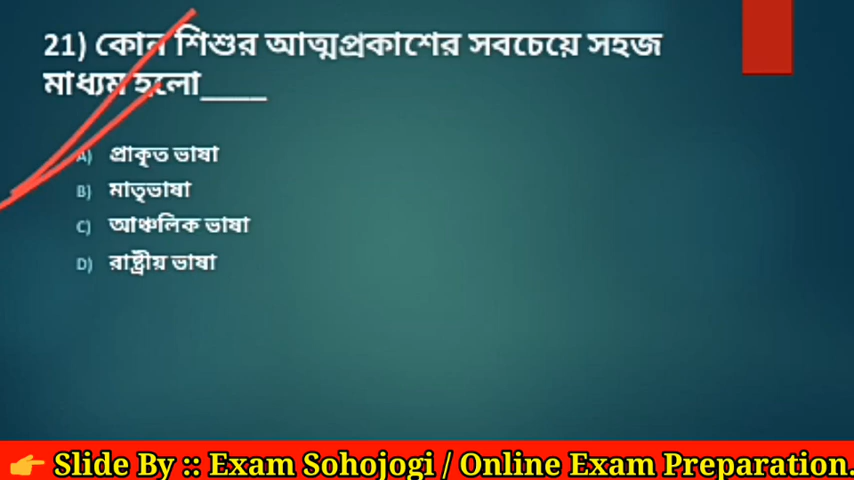 21) কোন শিশুর আত্মপ্রকাশের সবচেয়ে সহজ
মাধ্যম হলো____
A) প্রাকৃত ভাষা
B) মাতৃভাষা
C) আঞ্চলিক ভাষা
D) রাষ্ট্রীয় ভাষা
👉 Slide By :: Exam Sohojogi / Online Exam Preparation.